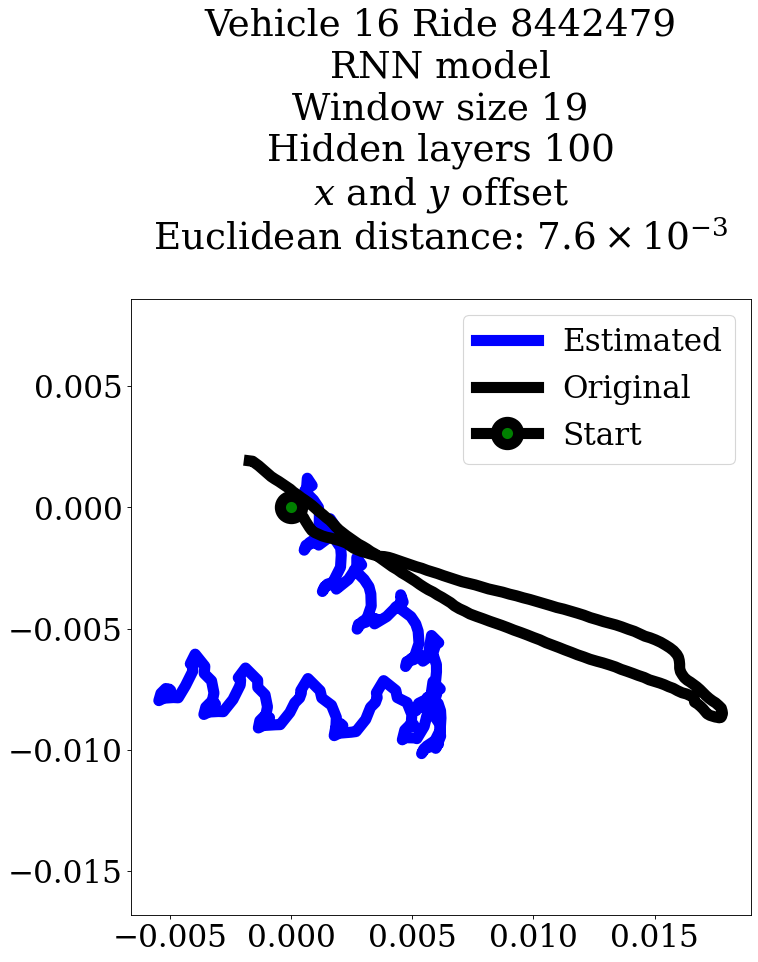 Vehicle 16 Ride 8442479
RNN model
Window size 19
Hidden layers 100
x and y offset
Euclidean distance: 7.6 × 10⁻³
Estimated
Original
Start
0.005
0.000
−0.005
−0.010
−0.015
−0.005 0.000 0.005 0.010 0.015